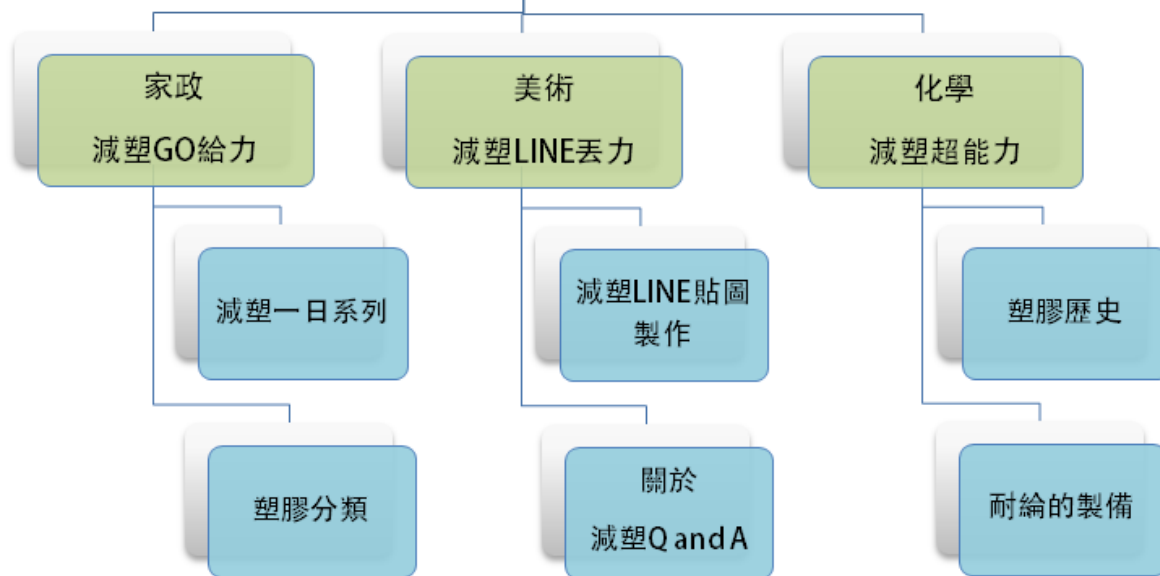 家政
減塑GO給力
美術
減塑LINE丟力
化學
減塑超能力
減塑一日系列
減塑LINE貼圖
製作
塑膠歷史
塑膠分類
關於
減塑Q and A
耐綸的製備